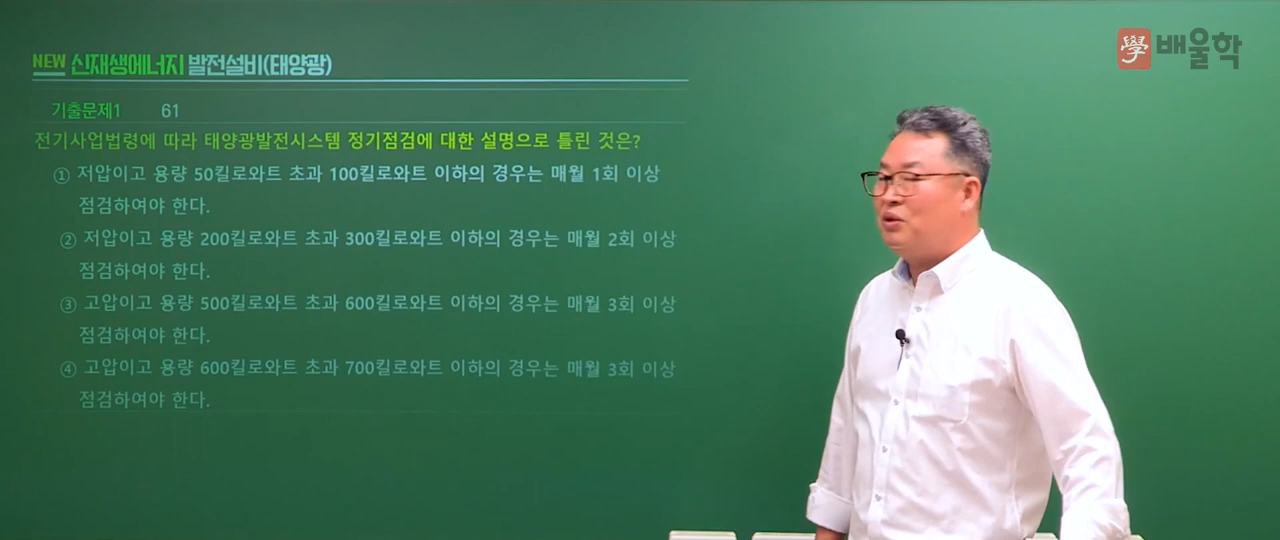 NEW 신재생에너지 발전설비(태양광)
學 배울학
기출문제1 61
전기사업법령에 따라 태양광발전시스템 정기점검에 대한 설명으로 틀린 것은?
① 저압이고 용량 50킬로와트 초과 100킬로와트 이하의 경우는 매월 1회 이상
점검하여야 한다.
② 저압이고 용량 200킬로와트 초과 300킬로와트 이하의 경우는 매월 2회 이상
점검하여야 한다.
③ 고압이고 용량 500킬로와트 초과 600킬로와트 이하의 경우는 매월 3회 이상
점검하여야 한다.
④ 고압이고 용량 600킬로와트 초과 700킬로와트 이하의 경우는 매월 3회 이상
점검하여야 한다.